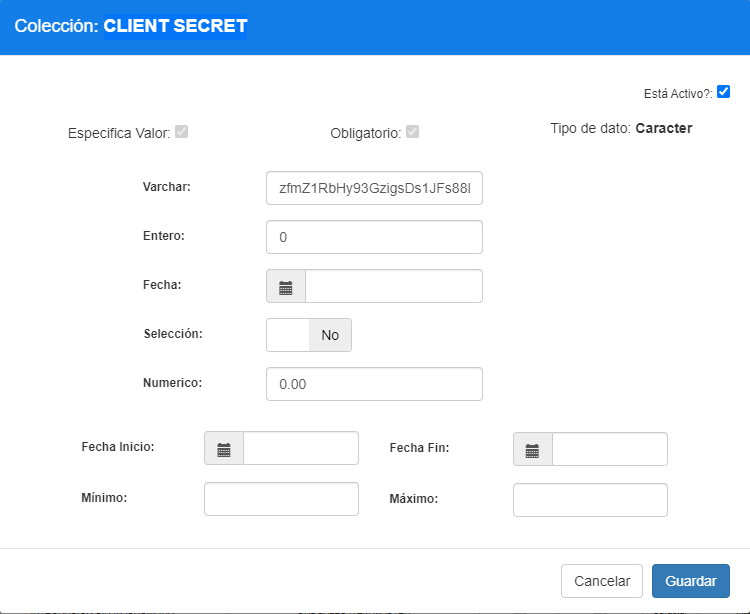 Colección: CLIENT SECRET
Está Activo?:
Especifica Valor:
Obligatorio:
Tipo de dato: Caracter
Varchar: zfmZ1RbHy93GzigsDs1JFs88l
Entero: 0
Fecha:
Selección: No
Numerico: 0.00
Fecha Inicio:
Fecha Fin:
Mínimo:
Máximo:
Cancelar
Guardar